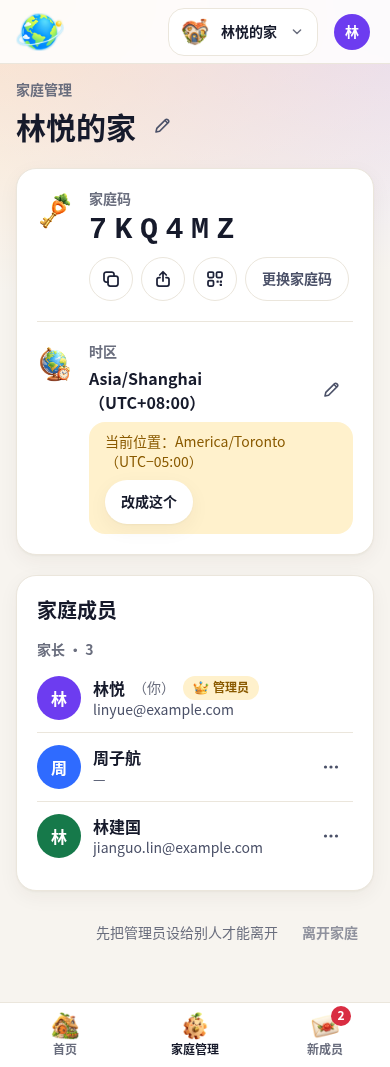 林悦的家
林
家庭管理
林悦的家
家庭码
7KQ4MZ
更换家庭码
时区
Asia/Shanghai
（UTC+08:00）
当前位置：America/Toronto
（UTC−05:00）
改成这个
家庭成员
家长 · 3
林
林悦 （你） 管理员
linyue@example.com
周
周子航
—
林
林建国
jianguo.lin@example.com
先把管理员设给别人才能离开 离开家庭
2
首页 家庭管理 新成员